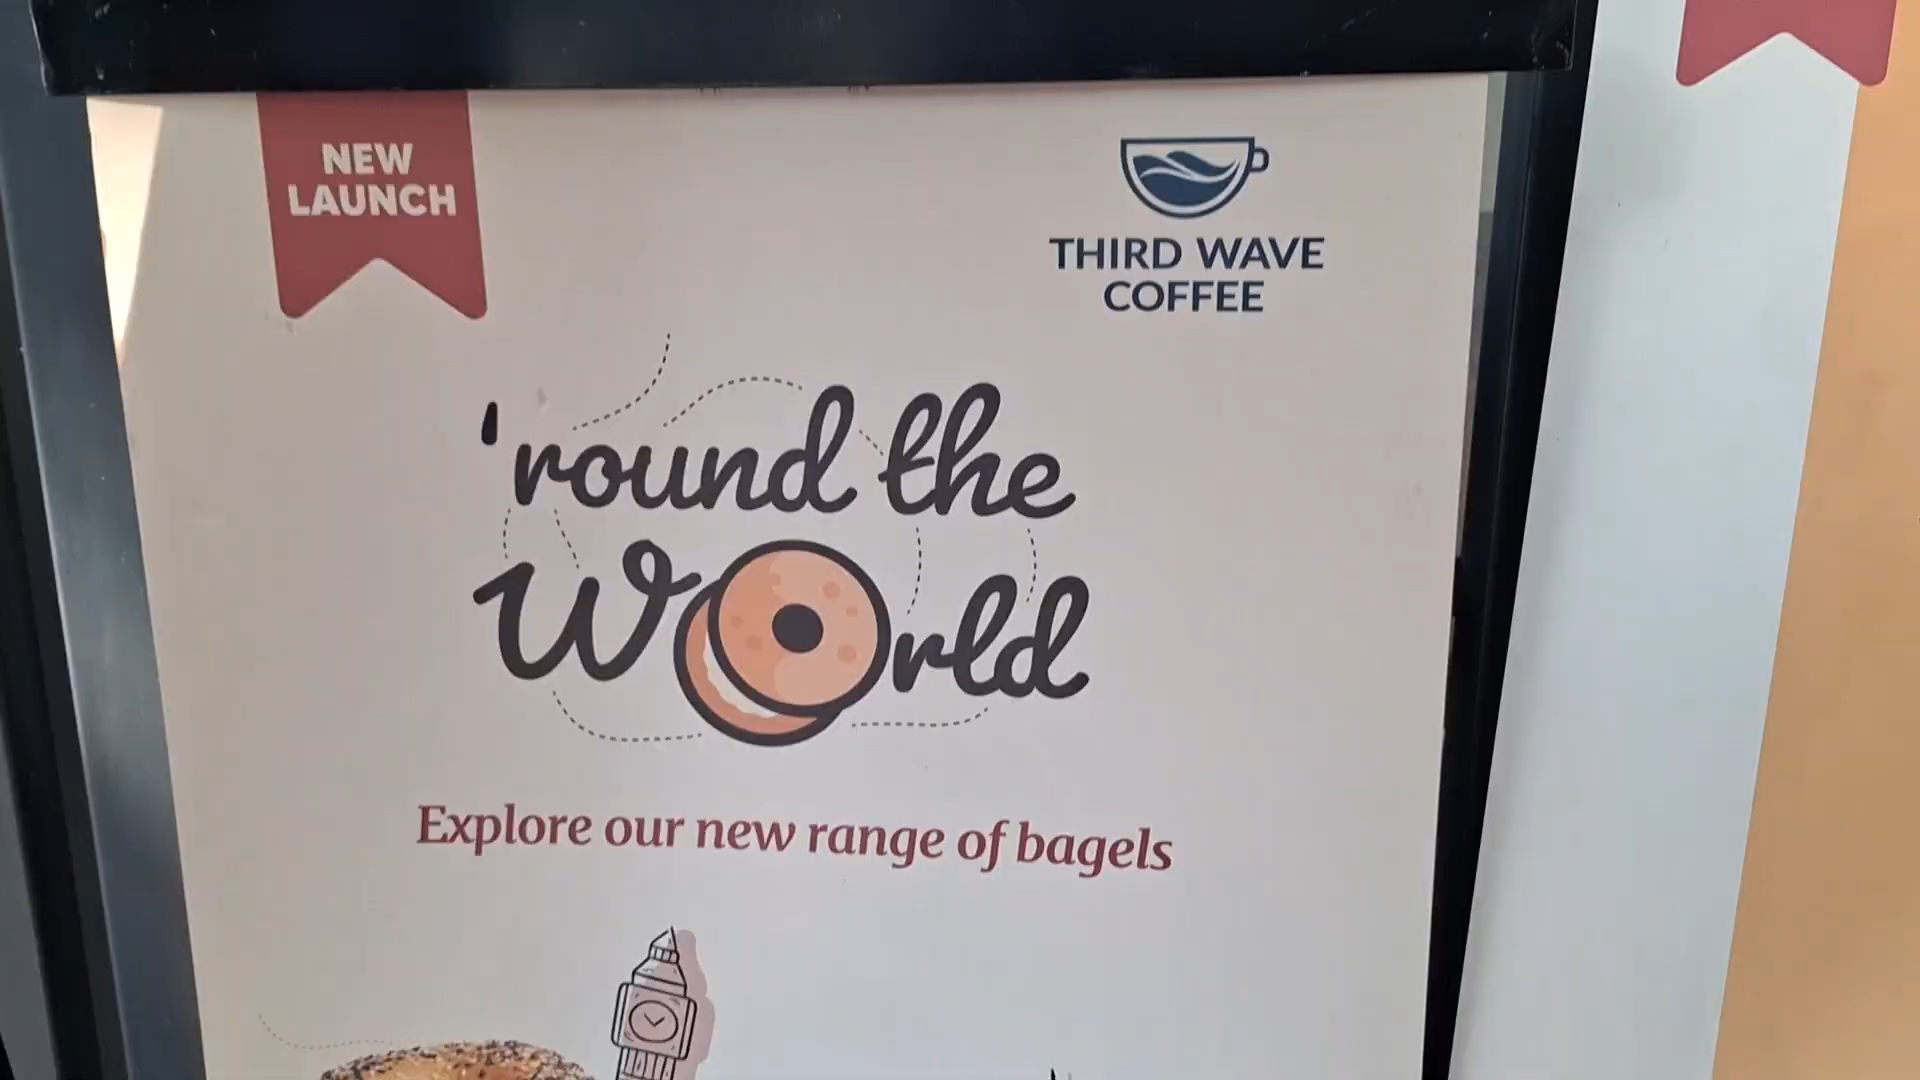 NEW
LAUNCH
THIRD WAVE
COFFEE
'round the
World
Explore our new range of bagels